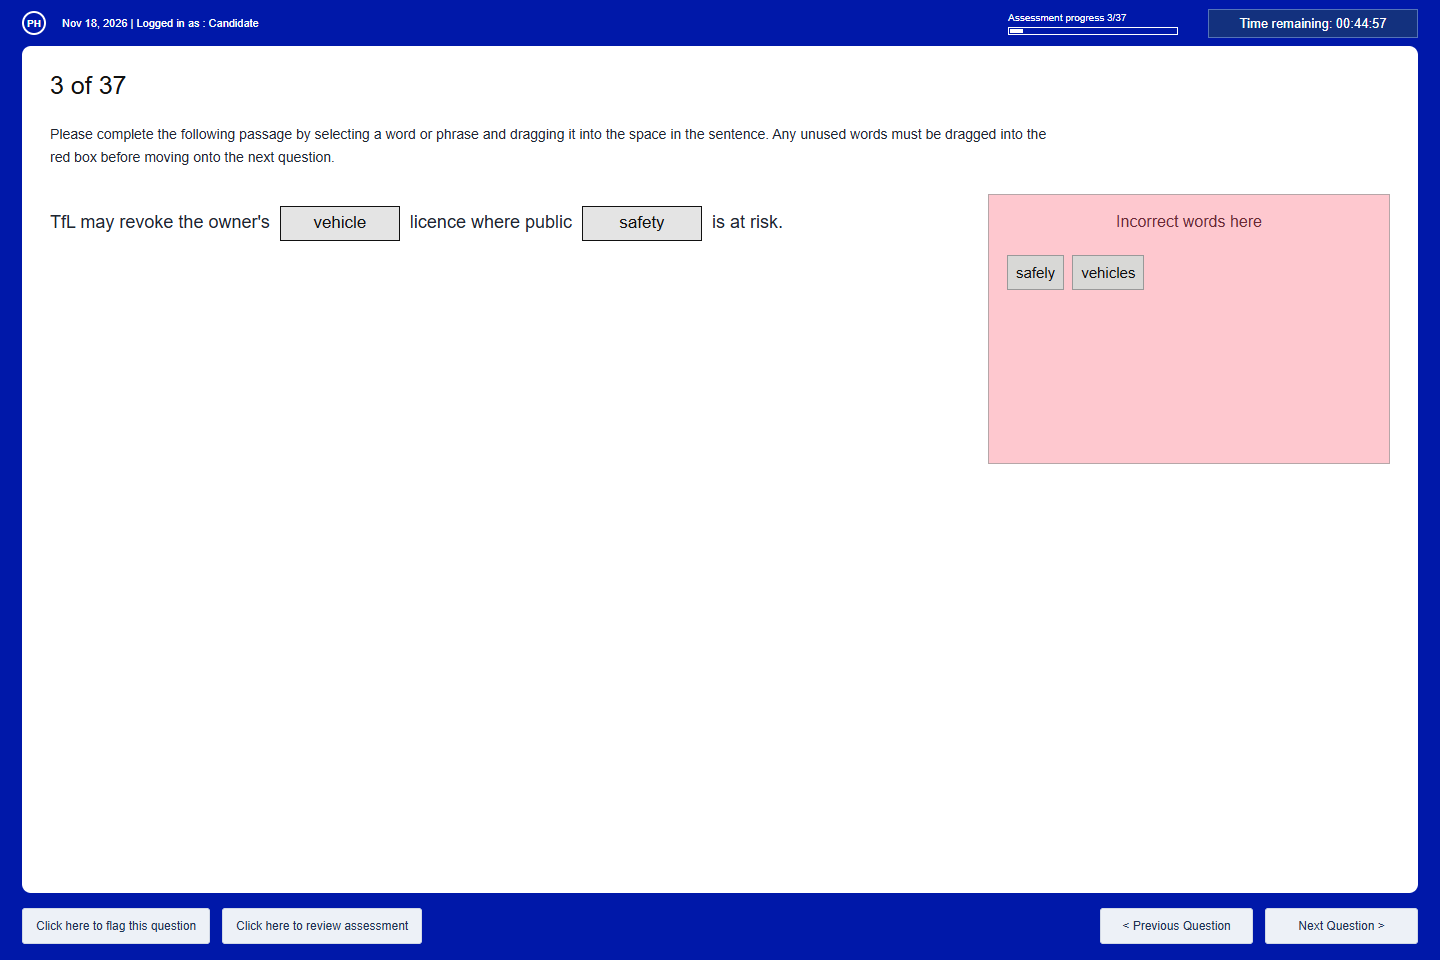 PH
Nov 18, 2026 | Logged in as : Candidate
Assessment progress 3/37
Time remaining: 00:44:57
3 of 37
Please complete the following passage by selecting a word or phrase and dragging it into the space in the sentence. Any unused words must be dragged into the
red box before moving onto the next question.
TfL may revoke the owner's vehicle licence where public safety is at risk.
Incorrect words here
safely vehicles
Click here to flag this question
Click here to review assessment
< Previous Question
Next Question >